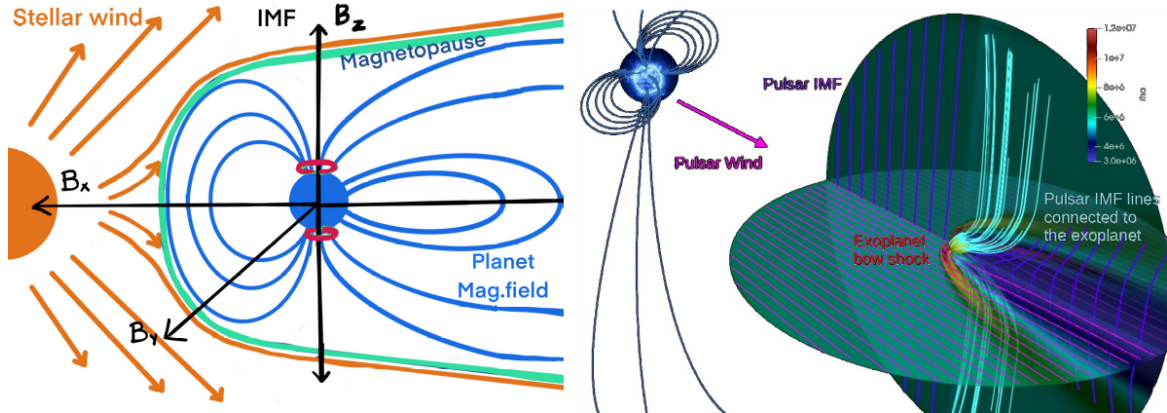 Stellar wind
IMF
Bz
Magnetopause
Bx
By
Planet
Mag.field
Pulsar IMF
Pulsar Wind
Exoplanet
bow shock
Pulsar IMF lines
connected to
the exoplanet
1.2e+07
1e+7
8e+6
6e+6
4e+6
3.0e+06
rho